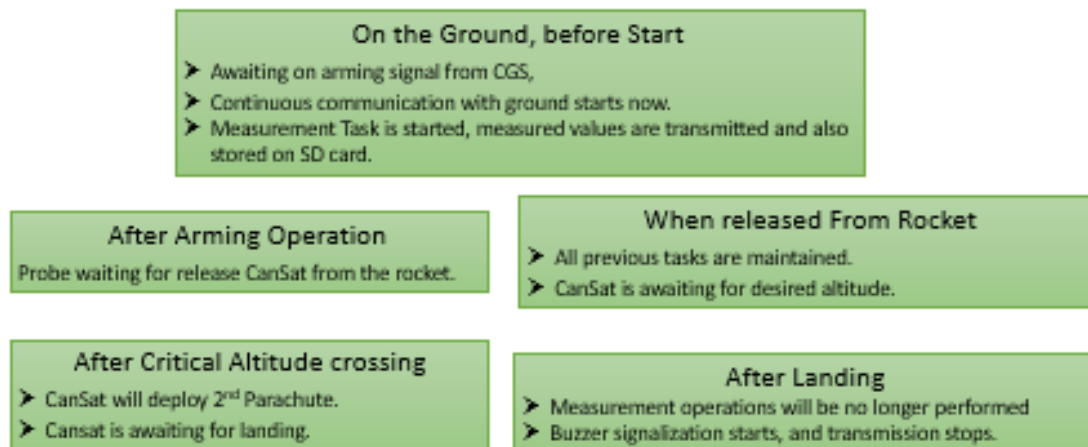 On the Ground, before Start
➤ Awaiting on arming signal from CGS,
➤ Continuous communication with ground starts now.
➤ Measurement Task is started, measured values are transmitted and also
stored on SD card.
After Arming Operation
Probe waiting for release CanSat from the rocket.
When released From Rocket
➤ All previous tasks are maintained.
➤ CanSat is awaiting for desired altitude.
After Critical Altitude crossing
➤ CanSat will deploy 2nd Parachute.
➤ Cansat is awaiting for landing.
After Landing
➤ Measurement operations will be no longer performed
➤ Buzzer signalization starts, and transmission stops.